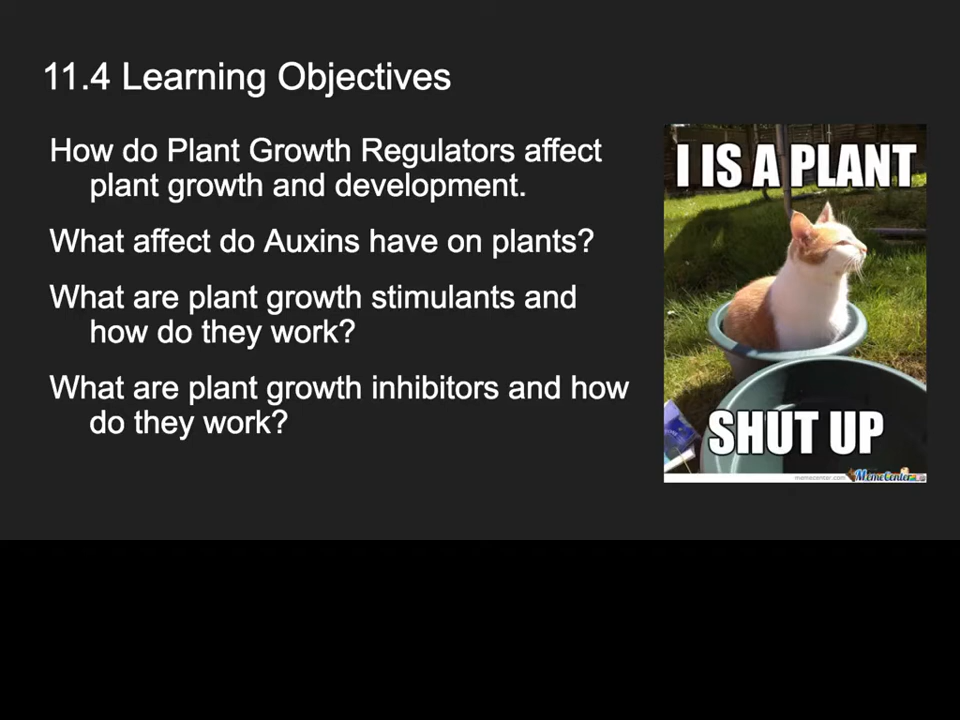 11.4 Learning Objectives
How do Plant Growth Regulators affect
plant growth and development.
What affect do Auxins have on plants?
What are plant growth stimulants and
how do they work?
What are plant growth inhibitors and how
do they work?
I IS A PLANT
SHUT UP
memecenter.com MemeCenter